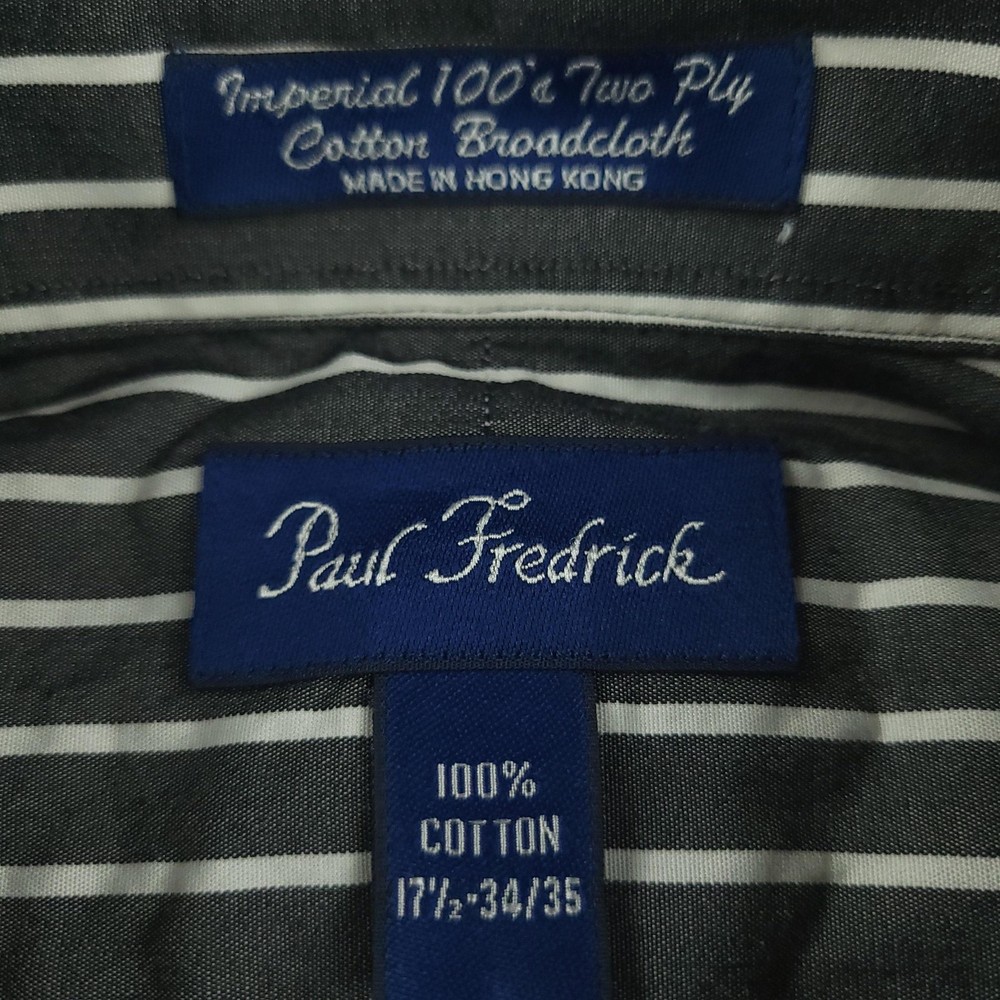 Imperial 100's Two Ply
Cotton Broadcloth
MADE IN HONG KONG
Paul Fredrick
100%
COTTON
17½-34/35